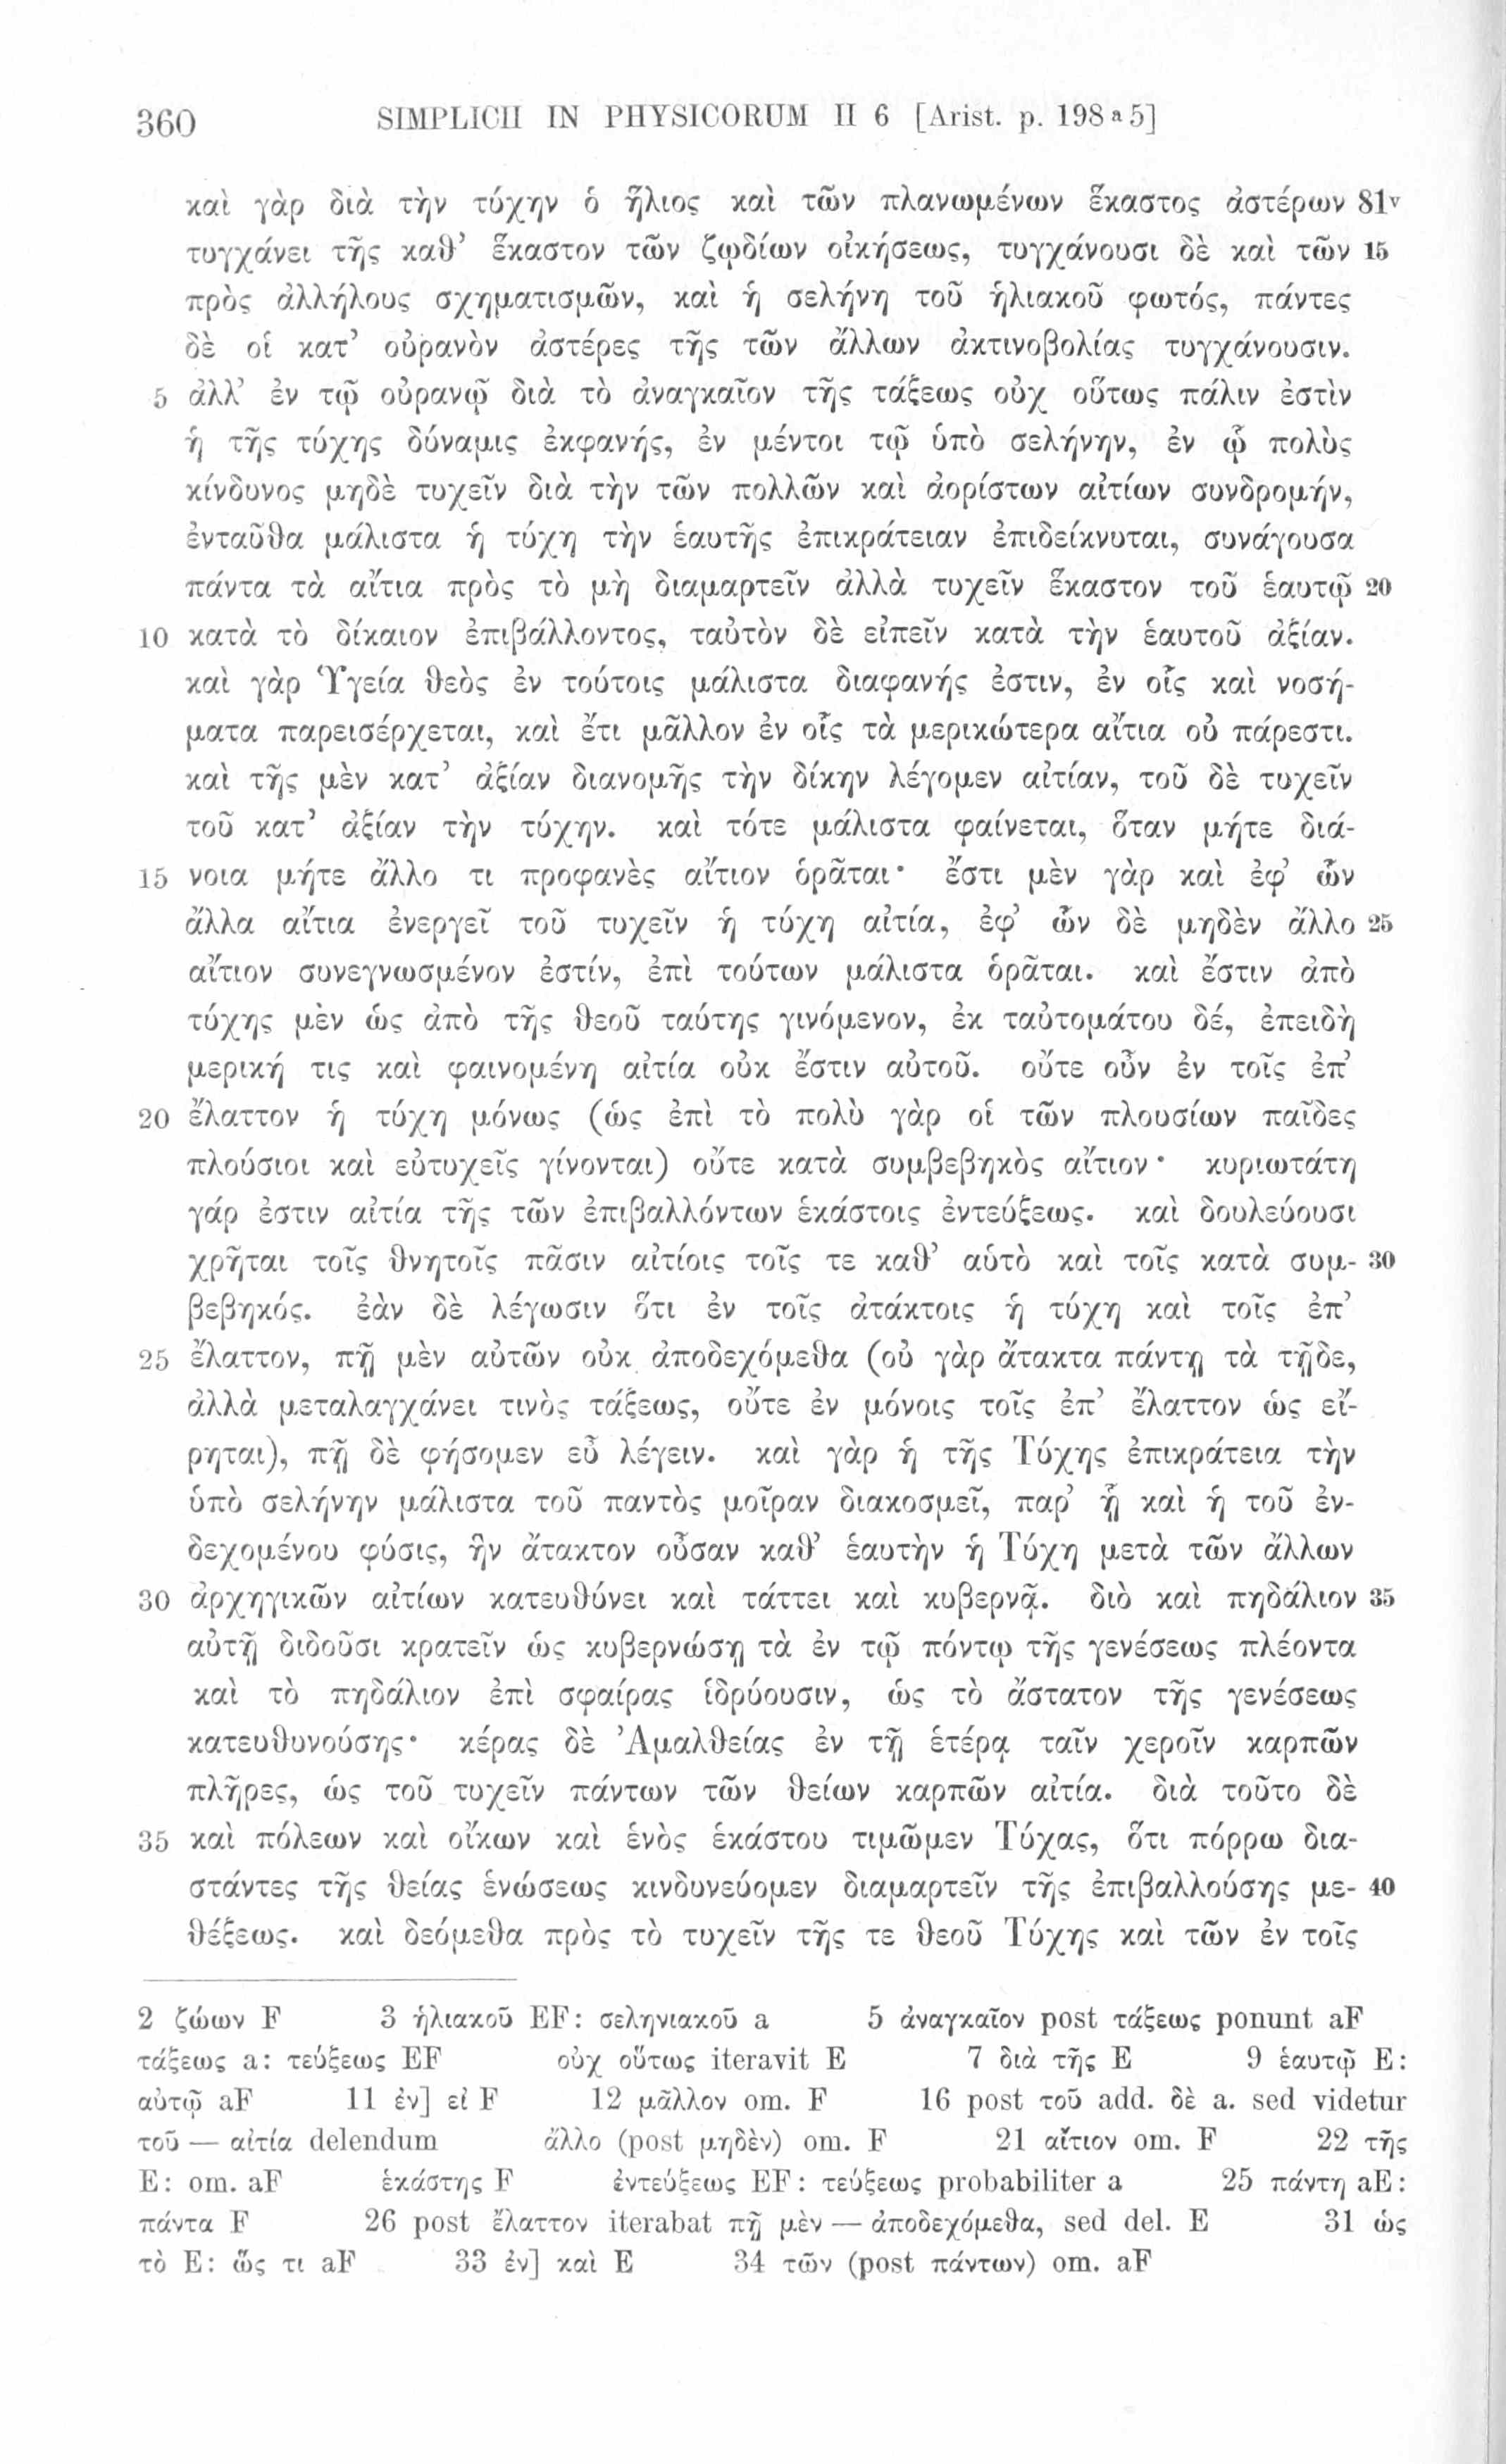 360 SIMPLICII IN PHYSICORUM II 6 [Arist. p. 198 a 5]
καὶ γὰρ διὰ τὴν τύχην ὁ ἥλιος καὶ τῶν πλανωμένων ἕκαστος ἀστέρων 81v
τυγχάνει τῆς καθ' ἕκαστον τῶν ζῳδίων οἰκήσεως, τυγχάνουσι δὲ καὶ τῶν 15
πρὸς ἀλλήλους σχηματισμῶν, καὶ ἡ σελήνη τοῦ ἡλιακοῦ φωτός, πάντες
δὲ οἱ κατ' οὐρανὸν ἀστέρες τῆς τῶν ἄλλων ἀκτινοβολίας τυγχάνουσιν.
5 ἀλλ' ἐν τῷ οὐρανῷ διὰ τὸ ἀναγκαῖον τῆς τάξεως οὐχ οὕτως πάλιν ἐστὶν
ἡ τῆς τύχης δύναμις ἐκφανής, ἐν μέντοι τῷ ὑπὸ σελήνην, ἐν ᾧ πολὺς
κίνδυνος μηδὲ τυχεῖν διὰ τὴν τῶν πολλῶν καὶ ἀορίστων αἰτίων συνδρομήν,
ἐνταῦθα μάλιστα ἡ τύχη τὴν ἑαυτῆς ἐπικράτειαν ἐπιδείκνυται, συνάγουσα
πάντα τὰ αἴτια πρὸς τὸ μὴ διαμαρτεῖν ἀλλὰ τυχεῖν ἕκαστον τοῦ ἑαυτῷ 20
10 κατὰ τὸ δίκαιον ἐπιβάλλοντος, ταὐτὸν δὲ εἰπεῖν κατὰ τὴν ἑαυτοῦ ἀξίαν.
καὶ γὰρ Ὑγεία θεὸς ἐν τούτοις μάλιστα διαφανής ἐστιν, ἐν οἷς καὶ νοσή-
ματα παρεισέρχεται, καὶ ἔτι μᾶλλον ἐν οἷς τὰ μερικώτερα αἴτια οὐ πάρεστι.
καὶ τῆς μὲν κατ' ἀξίαν διανομῆς τὴν δίκην λέγομεν αἰτίαν, τοῦ δὲ τυχεῖν
τοῦ κατ' ἀξίαν τὴν τύχην. καὶ τότε μάλιστα φαίνεται, ὅταν μήτε διά-
15 νοια μήτε ἄλλο τι προφανὲς αἴτιον ὁρᾶται· ἔστι μὲν γὰρ καὶ ἐφ' ὧν
ἄλλα αἴτια ἐνεργεῖ τοῦ τυχεῖν ἡ τύχη αἰτία, ἐφ' ὧν δὲ μηδὲν ἄλλο 25
αἴτιον συνεγνωσμένον ἐστίν, ἐπὶ τούτων μάλιστα ὁρᾶται. καὶ ἔστιν ἀπὸ
τύχης μὲν ὡς ἀπὸ τῆς θεοῦ ταύτης γινόμενον, ἐκ ταὐτομάτου δέ, ἐπειδὴ
μερική τις καὶ φαινομένη αἰτία οὐκ ἔστιν αὐτοῦ. οὔτε οὖν ἐν τοῖς ἐπ'
20 ἔλαττον ἡ τύχη μόνως (ὡς ἐπὶ τὸ πολὺ γὰρ οἱ τῶν πλουσίων παῖδες
πλούσιοι καὶ εὐτυχεῖς γίνονται) οὔτε κατὰ συμβεβηκὸς αἴτιον· κυριωτάτη
γάρ ἐστιν αἰτία τῆς τῶν ἐπιβαλλόντων ἑκάστοις ἐντεύξεως. καὶ δουλεύουσι
χρῆται τοῖς θνητοῖς πᾶσιν αἰτίοις τοῖς τε καθ' αὑτὸ καὶ τοῖς κατὰ συμ- 30
βεβηκός. ἐὰν δὲ λέγωσιν ὅτι ἐν τοῖς ἀτάκτοις ἡ τύχη καὶ τοῖς ἐπ'
25 ἔλαττον, πῇ μὲν αὐτῶν οὐκ ἀποδεχόμεθα (οὐ γὰρ ἄτακτα πάντῃ τὰ τῇδε,
ἀλλὰ μεταλαγχάνει τινὸς τάξεως, οὔτε ἐν μόνοις τοῖς ἐπ' ἔλαττον ὡς εἴ-
ρηται), πῇ δὲ φήσομεν εὖ λέγειν. καὶ γὰρ ἡ τῆς Τύχης ἐπικράτεια τὴν
ὑπὸ σελήνην μάλιστα τοῦ παντὸς μοῖραν διακοσμεῖ, παρ' ᾗ καὶ ἡ τοῦ ἐν-
δεχομένου φύσις, ἣν ἄτακτον οὖσαν καθ' ἑαυτὴν ἡ Τύχη μετὰ τῶν ἄλλων
30 ἀρχηγικῶν αἰτίων κατευθύνει καὶ τάττει καὶ κυβερνᾷ. διὸ καὶ πηδάλιον 35
αὐτῇ διδοῦσι κρατεῖν ὡς κυβερνώσῃ τὰ ἐν τῷ πόντῳ τῆς γενέσεως πλέοντα
καὶ τὸ πηδάλιον ἐπὶ σφαίρας ἱδρύουσιν, ὡς τὸ ἄστατον τῆς γενέσεως
κατευθυνούσης· κέρας δὲ Ἀμαλθείας ἐν τῇ ἑτέρᾳ ταῖν χεροῖν καρπῶν
πλῆρες, ὡς τοῦ τυχεῖν πάντων τῶν θείων καρπῶν αἰτία. διὰ τοῦτο δὲ
35 καὶ πόλεων καὶ οἴκων καὶ ἑνὸς ἑκάστου τιμῶμεν Τύχας, ὅτι πόρρω δια-
στάντες τῆς θείας ἑνώσεως κινδυνεύομεν διαμαρτεῖν τῆς ἐπιβαλλούσης με- 40
θέξεως. καὶ δεόμεθα πρὸς τὸ τυχεῖν τῆς τε θεοῦ Τύχης καὶ τῶν ἐν τοῖς
2 ζώων F 3 ἡλιακοῦ EF: σεληνιακοῦ a 5 ἀναγκαῖον post τάξεως ponunt aF
τάξεως a: τεύξεως EF οὐχ οὕτως iteravit E 7 διὰ τῆς E 9 ἑαυτῷ E:
αὐτῷ aF 11 ἐν] εἰ F 12 μᾶλλον om. F 16 post τοῦ add. δὲ a. sed videtur
τοῦ — αἰτία delendum ἄλλο (post μηδὲν) om. F 21 αἴτιον om. F 22 τῆς
E: om. aF ἑκάστης F ἐντεύξεως EF: τεύξεως probabiliter a 25 πάντη aE:
πάντα F 26 post ἔλαττον iterabat πῇ μὲν — ἀποδεχόμεθα, sed del. E 31 ὡς
τὸ E: ὥς τι aF 33 ἐν] καὶ E 34 τῶν (post πάντων) om. aF